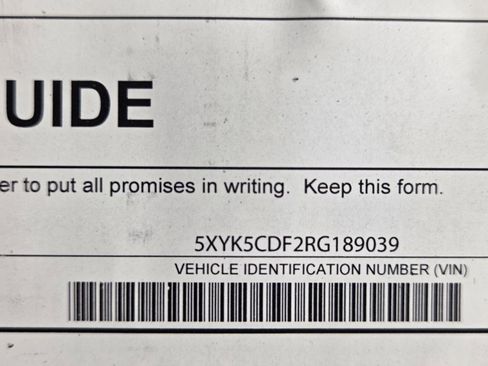 UIDE
er to put all promises in writing. Keep this form.
5XYK5CDF2RG189039
VEHICLE IDENTIFICATION NUMBER (VIN)